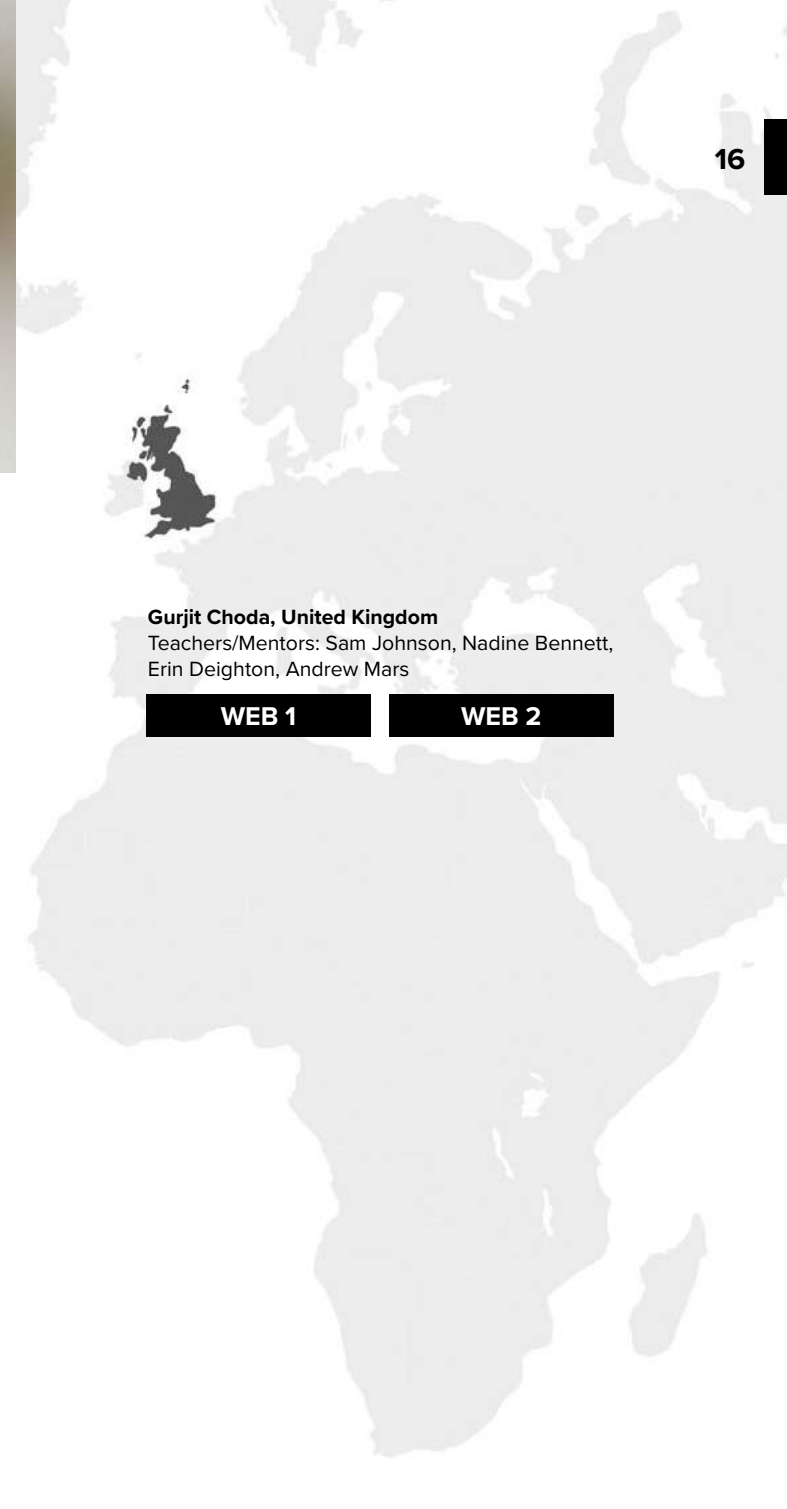 16
Gurjit Choda, United Kingdom
Teachers/Mentors: Sam Johnson, Nadine Bennett,
Erin Deighton, Andrew Mars
WEB 1 WEB 2